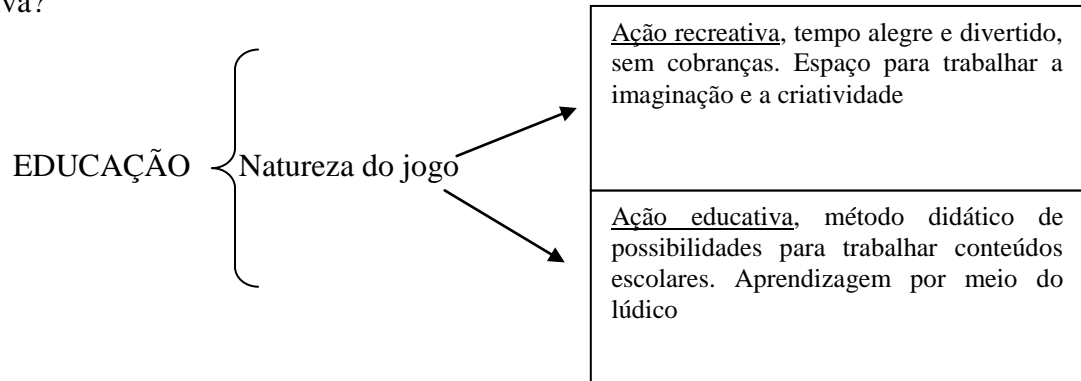 va?
Ação recreativa, tempo alegre e divertido,
sem cobranças. Espaço para trabalhar a
imaginação e a criatividade
EDUCAÇÃO
Natureza do jogo
Ação educativa, método didático de
possibilidades para trabalhar conteúdos
escolares. Aprendizagem por meio do
lúdico